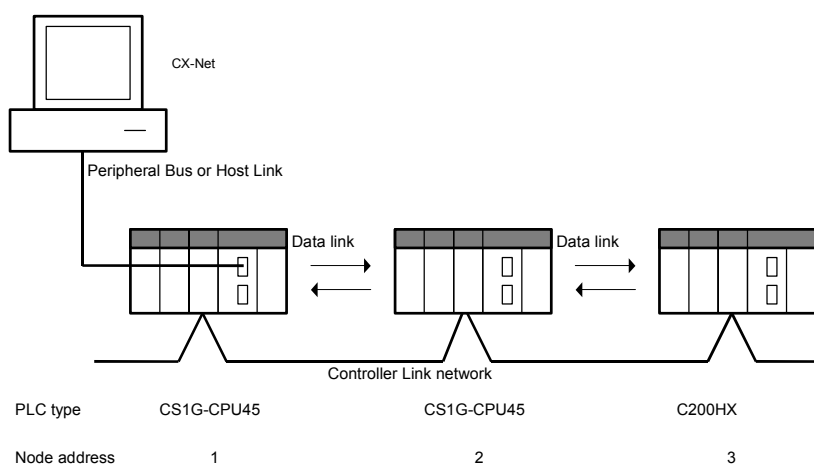 CX-Net
Peripheral Bus or Host Link
Data link
Data link
Controller Link network
PLC type CS1G-CPU45 CS1G-CPU45 C200HX
Node address 1 2 3